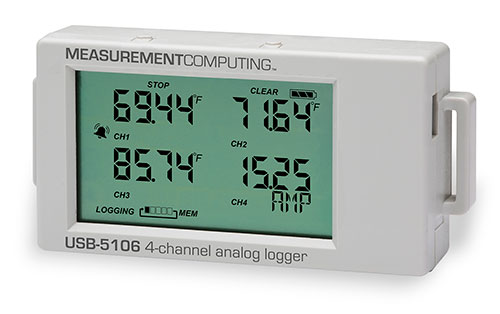 MEASUREMENTCOMPUTING™
STOP CLEAR
69.44°F 71.64°F
CH1 CH2
85.74°F 15.25
CH3 CH4 AMP
LOGGING MEM
USB-5106 4-channel analog logger